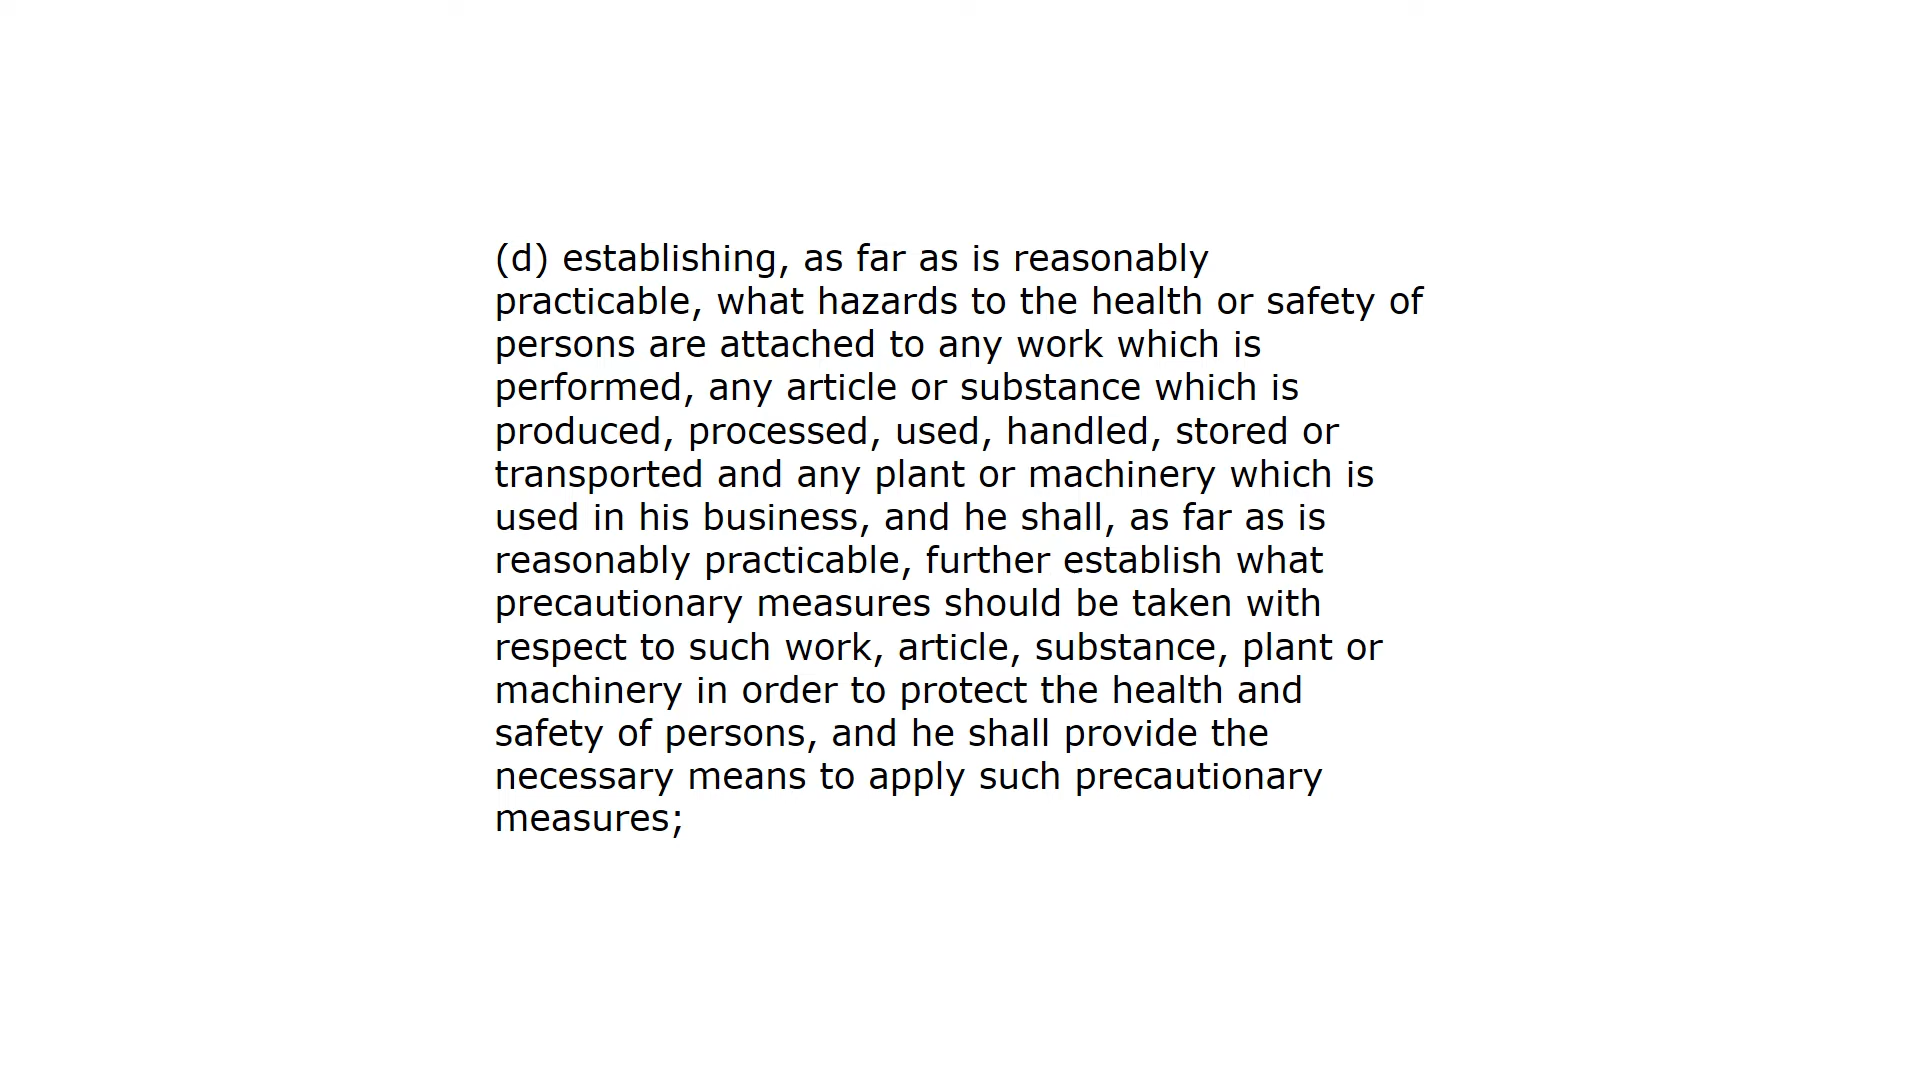 (d) establishing, as far as is reasonably
practicable, what hazards to the health or safety of
persons are attached to any work which is
performed, any article or substance which is
produced, processed, used, handled, stored or
transported and any plant or machinery which is
used in his business, and he shall, as far as is
reasonably practicable, further establish what
precautionary measures should be taken with
respect to such work, article, substance, plant or
machinery in order to protect the health and
safety of persons, and he shall provide the
necessary means to apply such precautionary
measures;